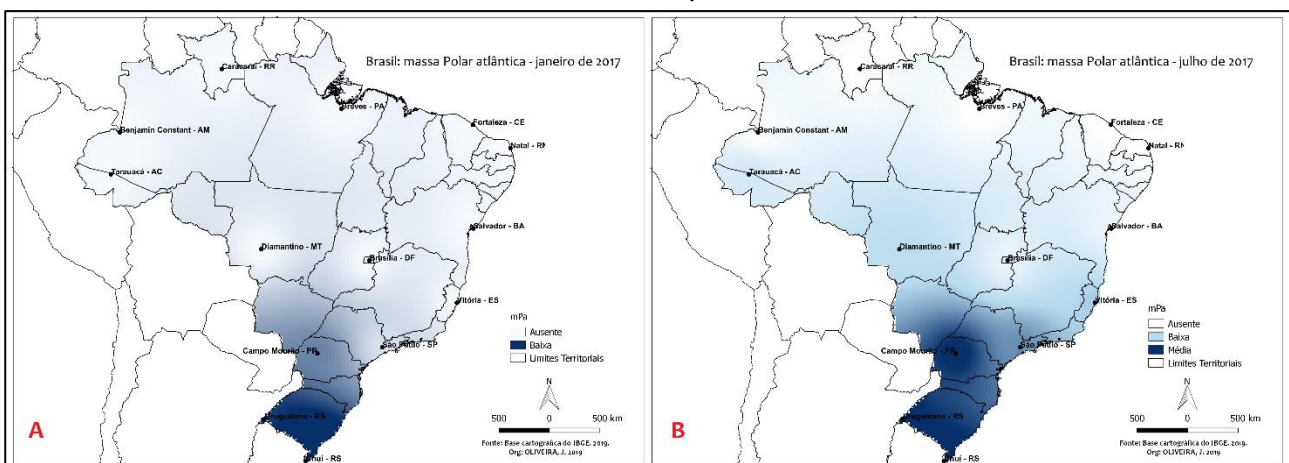 Brasil: massa Polar atlântica - janeiro de 2017
Caracaraí - RR
Breves - PA
Fortaleza - CE
Benjamin Constant - AM
Natal - RN
Tarauacá - AC
Salvador - BA
Diamantino - MT
Brasília - DF
Vitória - ES
mPa
Ausente
Baixa
Limites Territoriais
São Paulo - SP
Campo Mourão - PR
N
500 0 500 km
Uruguaiana - RS
A
Fonte: Base cartográfica do IBGE. 2019.
Org: OLIVEIRA, J. 2019
Chuí - RS
Brasil: massa Polar atlântica - julho de 2017
Caracaraí - RR
Breves - PA
Fortaleza - CE
Benjamin Constant - AM
Natal - RN
Tarauacá - AC
Salvador - BA
Diamantino - MT
Brasília - DF
Vitória - ES
mPa
Ausente
Baixa
Média
Limites Territoriais
São Paulo - SP
Campo Mourão - PR
N
500 0 500 km
Uruguaiana - RS
B
Fonte: Base cartográfica do IBGE. 2019.
Org: OLIVEIRA, J. 2019
Chuí - RS